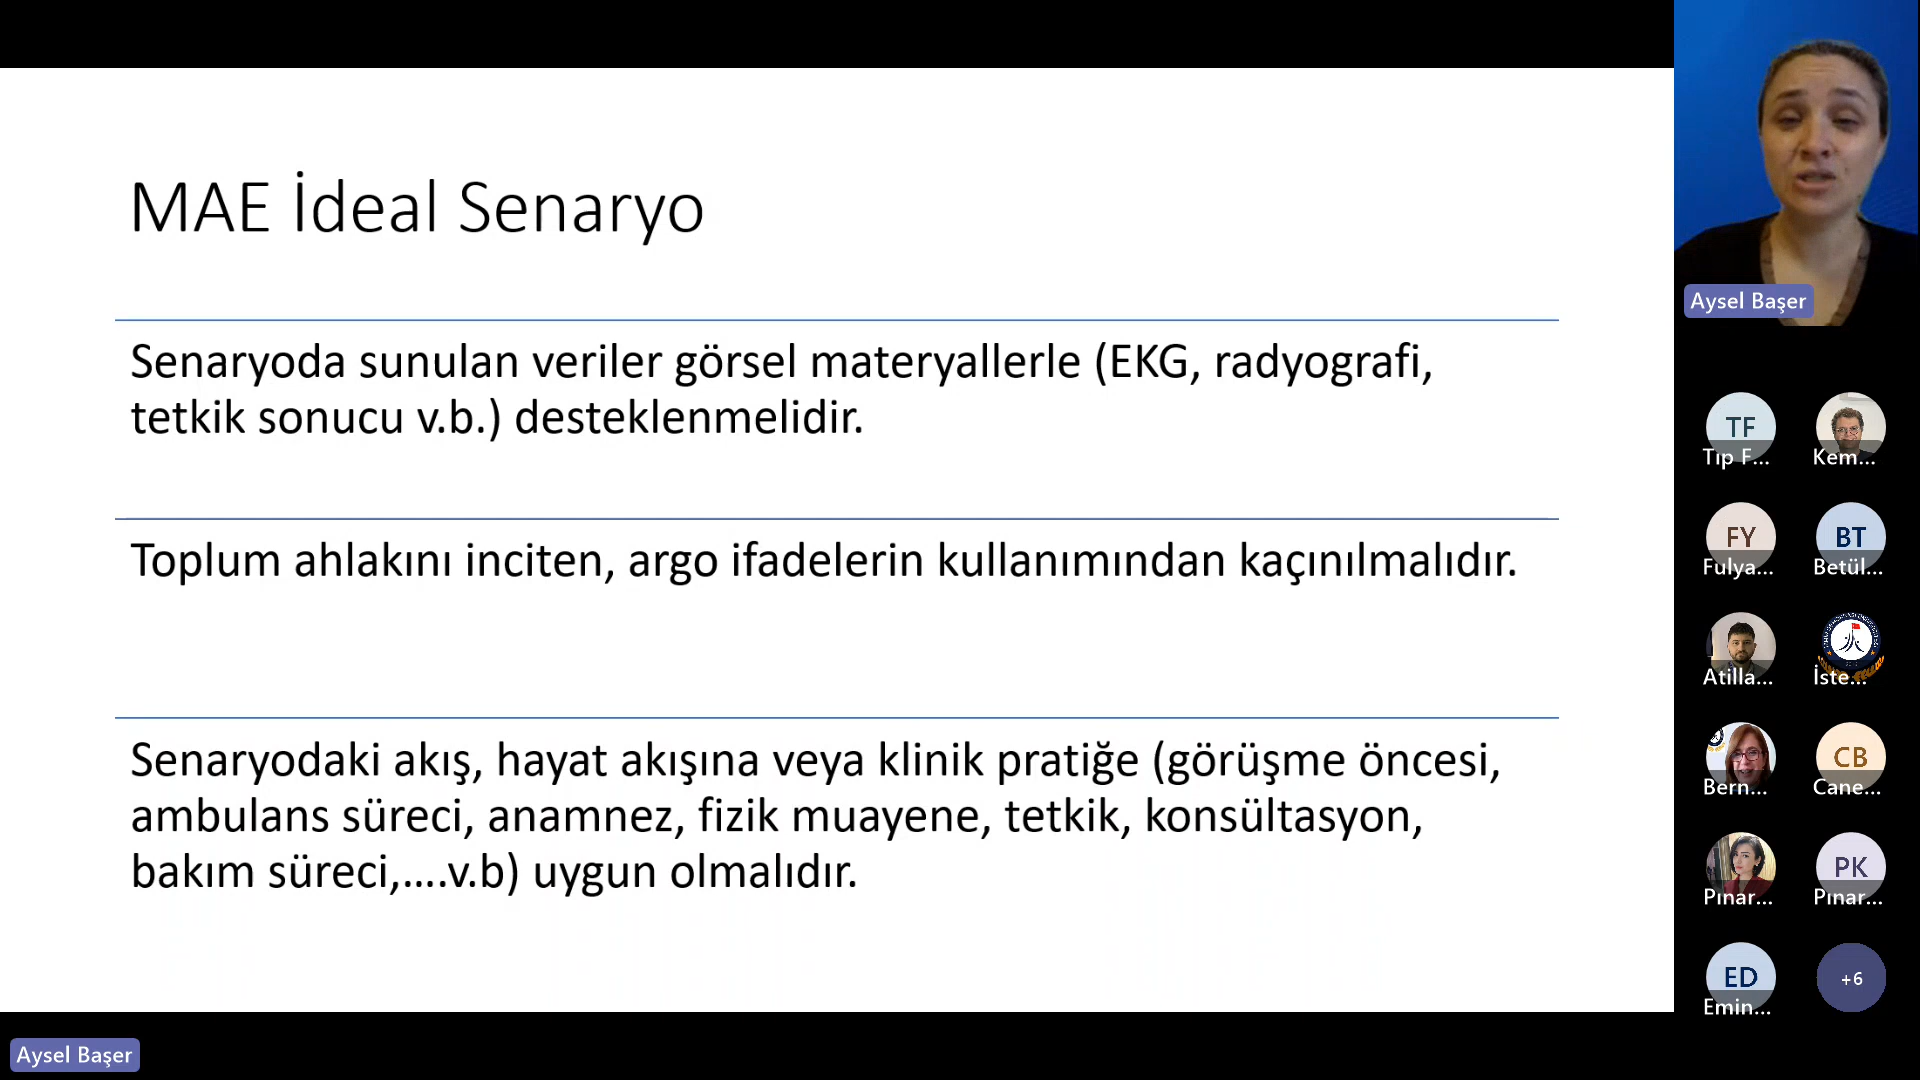 MAE İdeal Senaryo
Senaryoda sunulan veriler görsel materyallerle (EKG, radyografi,
tetkik sonucu v.b.) desteklenmelidir.
Toplum ahlakını inciten, argo ifadelerin kullanımından kaçınılmalıdır.
Senaryodaki akış, hayat akışına veya klinik pratiğe (görüşme öncesi,
ambulans süreci, anamnez, fizik muayene, tetkik, konsültasyon,
bakım süreci,....v.b) uygun olmalıdır.
Aysel Başer
Aysel Başer
TF
Tıp F...
Kem...
FY
Fulya...
BT
Betül...
Atilla...
İste...
Bern...
CB
Cane...
Pınar...
PK
Pınar...
ED
Emin...
+6